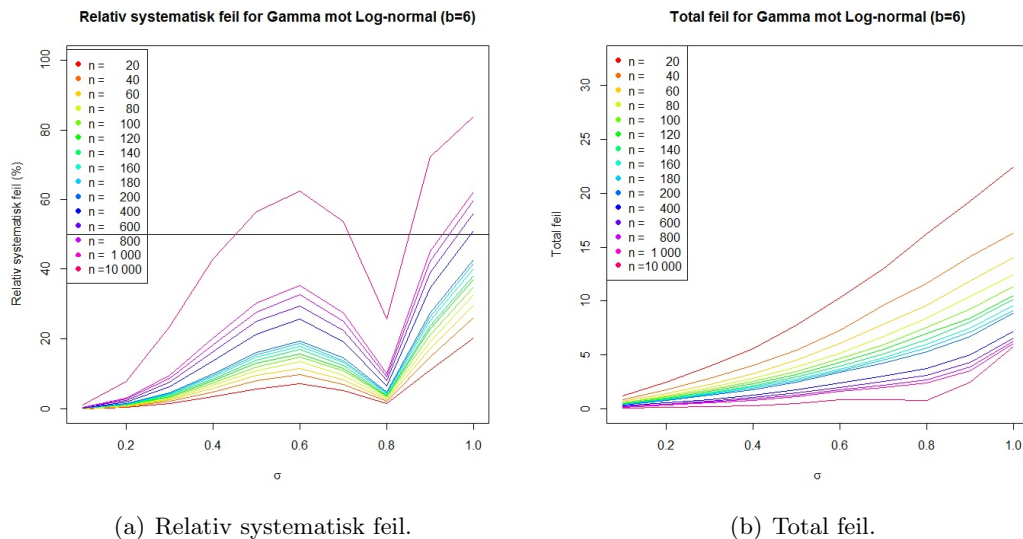 Relativ systematisk feil for Gamma mot Log-normal (b=6)
Relativ systematisk feil (%)
100
80
60
40
20
0
n = 20
n = 40
n = 60
n = 80
n = 100
n = 120
n = 140
n = 160
n = 180
n = 200
n = 400
n = 600
n = 800
n = 1 000
n =10 000
0.2
0.4
0.6
0.8
1.0
σ
(a) Relativ systematisk feil.
Total feil for Gamma mot Log-normal (b=6)
Total feil
30
25
20
15
10
5
0
n = 20
n = 40
n = 60
n = 80
n = 100
n = 120
n = 140
n = 160
n = 180
n = 200
n = 400
n = 600
n = 800
n = 1 000
n =10 000
0.2
0.4
0.6
0.8
1.0
σ
(b) Total feil.